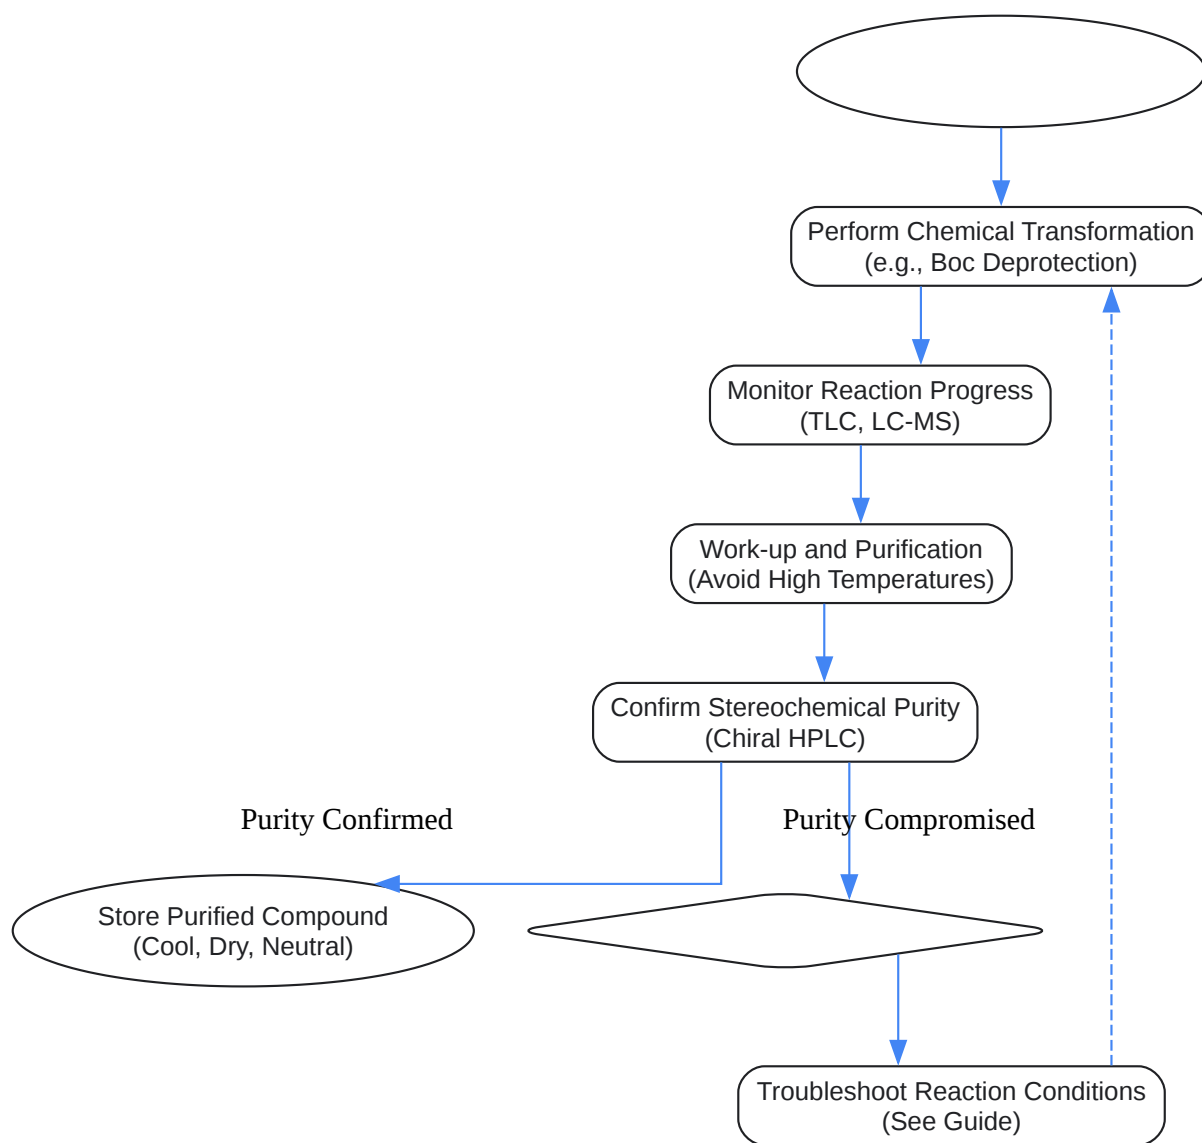 Perform Chemical Transformation
(e.g., Boc Deprotection)
Monitor Reaction Progress
(TLC, LC-MS)
Work-up and Purification
(Avoid High Temperatures)
Confirm Stereochemical Purity
(Chiral HPLC)
Purity Confirmed
Purity Compromised
Store Purified Compound
(Cool, Dry, Neutral)
Troubleshoot Reaction Conditions
(See Guide)